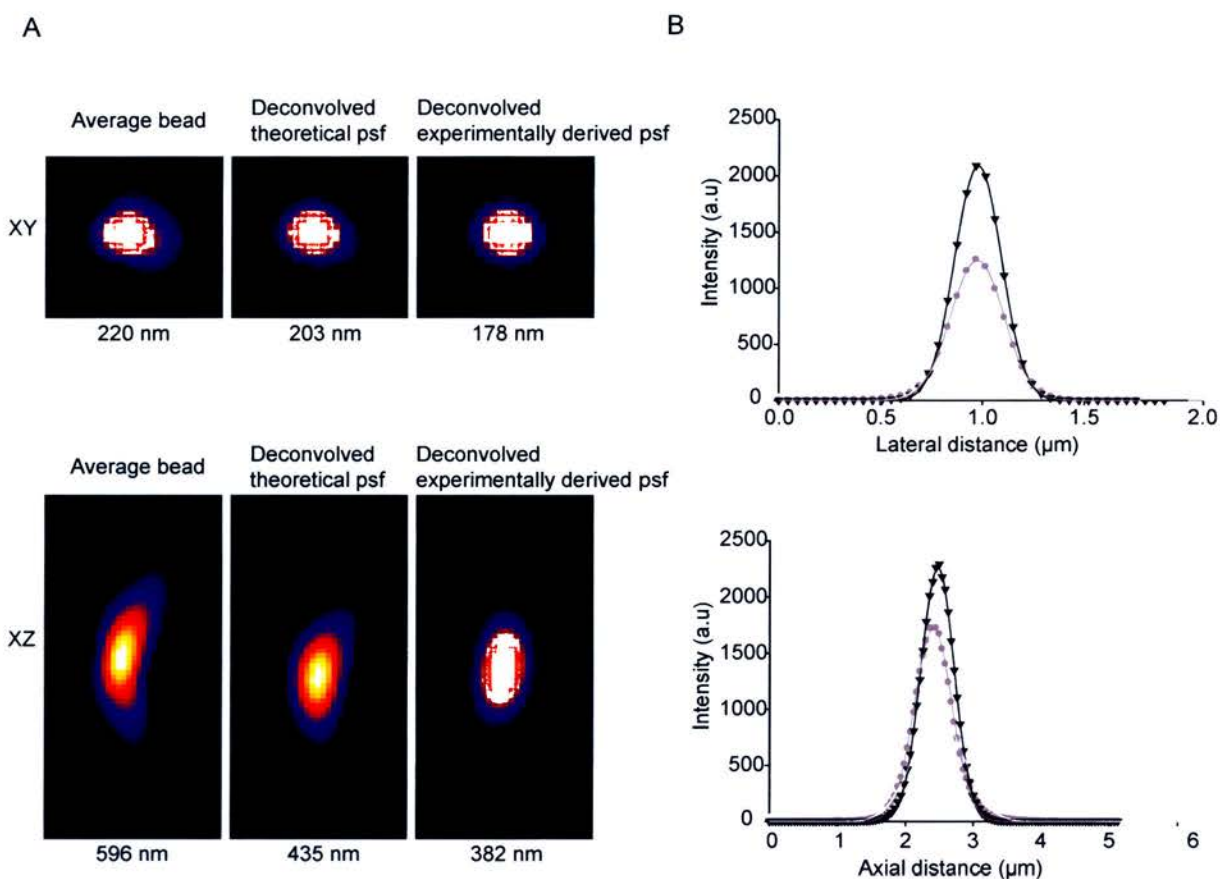 A
Average bead
Deconvolved
theoretical psf
Deconvolved
experimentally derived psf
XY
220 nm
203 nm
178 nm
Average bead
Deconvolved
theoretical psf
Deconvolved
experimentally derived psf
XZ
596 nm
435 nm
382 nm
B
2500
2000
1500
1000
500
0
Intensity (a.u)
0.0
0.5
1.0
1.5
2.0
Lateral distance (µm)
2500
2000
1500
1000
500
0
Intensity (a.u)
0
1
2
3
4
5
6
Axial distance (µm)